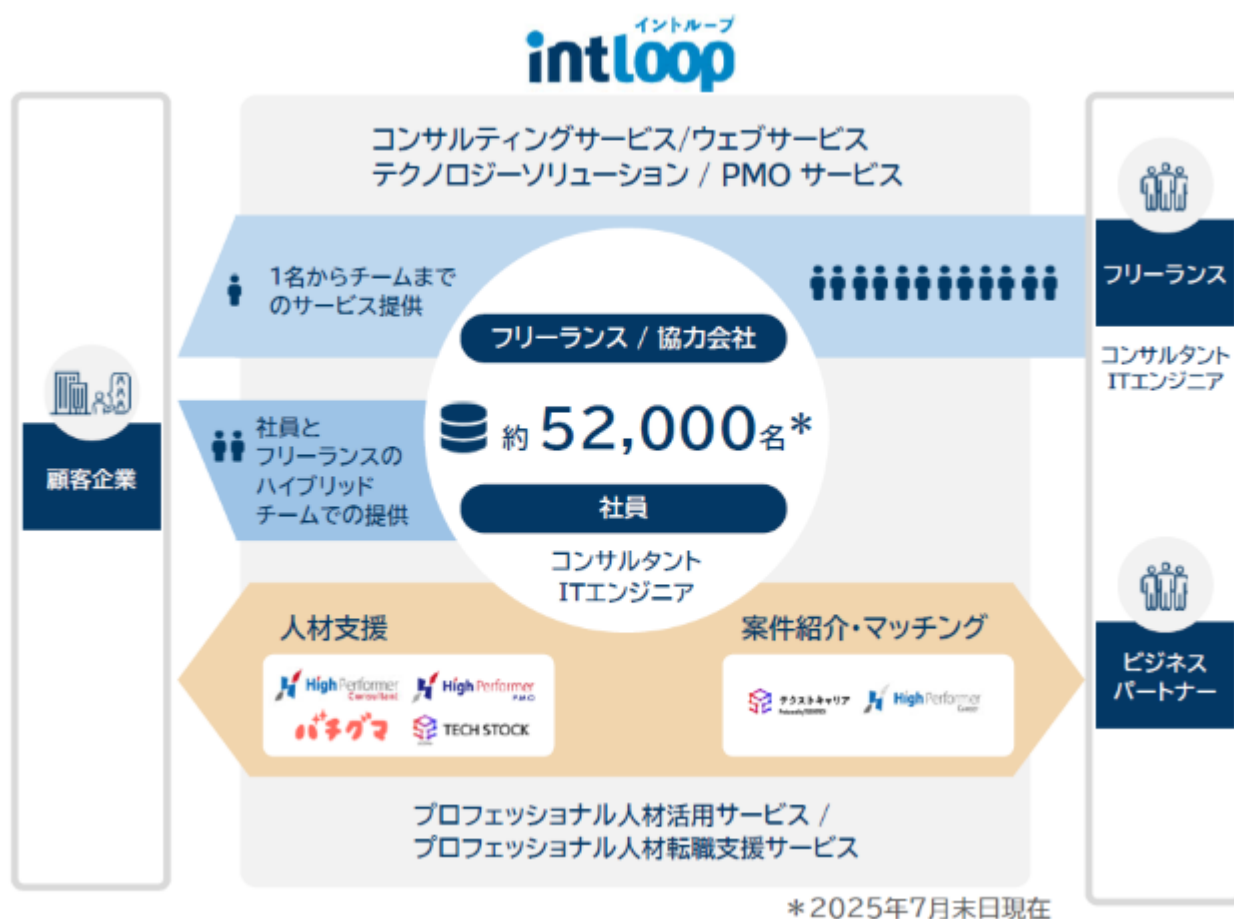 イントループ
intloop
コンサルティングサービス/ウェブサービス
テクノロジーソリューション / PMO サービス
1名からチームまで
のサービス提供
フリーランス / 協力会社
約 52,000名*
社員と
フリーランスの
ハイブリッド
チームでの提供
社員
コンサルタント
ITエンジニア
顧客企業
フリーランス
コンサルタント
ITエンジニア
ビジネス
パートナー
人材支援
High Performer
Consultant
High Performer
PMO
バチグマ
TECH STOCK
案件紹介・マッチング
テクストキャリア
High Performer
Career
プロフェッショナル人材活用サービス /
プロフェッショナル人材転職支援サービス
*2025年7月末日現在